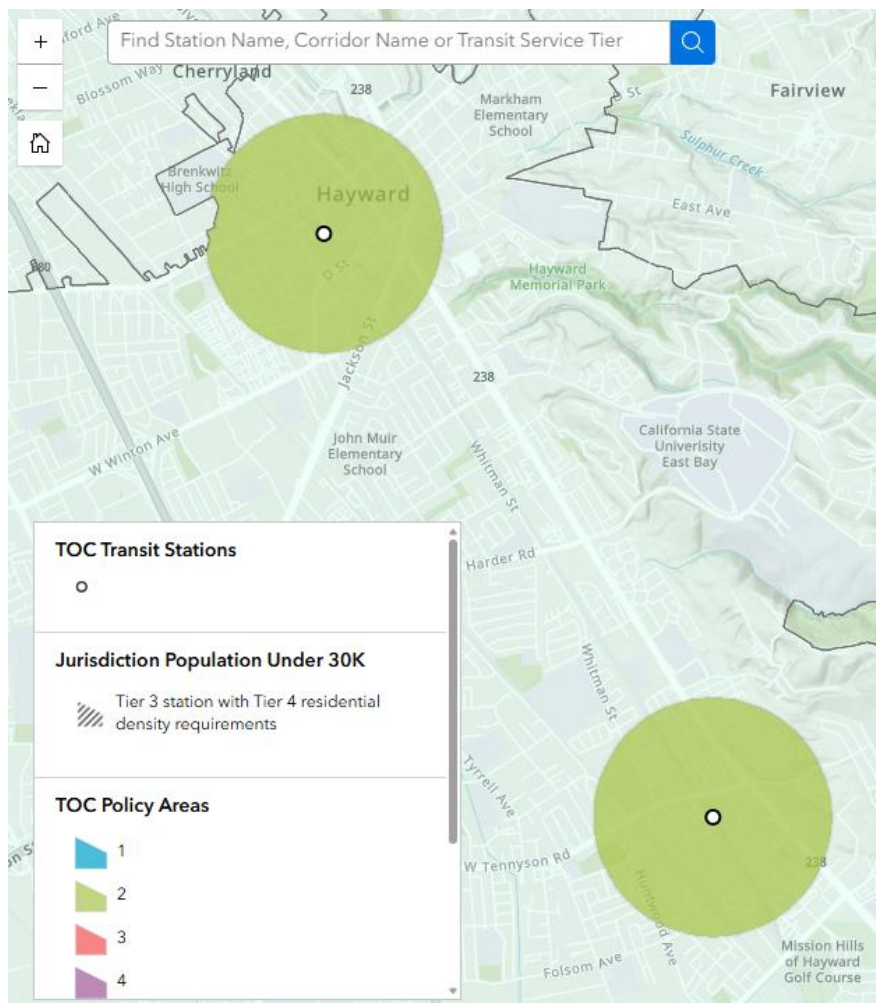 +
Find Station Name, Corridor Name or Transit Service Tier
−
Blossom Way
Cherryland
238
Markham
Elementary
School
D St
Fairview
Sulphur Creek
Brenkwitz
High School
Hayward
East Ave
880
D St
Hayward
Memorial Park
Jackson St
238
California State
Univerisity
East Bay
W Winton Ave
John Muir
Elementary
School
Whitman St
Harder Rd
TOC Transit Stations
Jurisdiction Population Under 30K
Tier 3 station with Tier 4 residential
density requirements
TOC Policy Areas
1
2
3
4
Whitman St
Tyrrell Ave
W Tennyson Rd
238
Huntwood Ave
Folsom Ave
Mission Hills
of Hayward
Golf Course